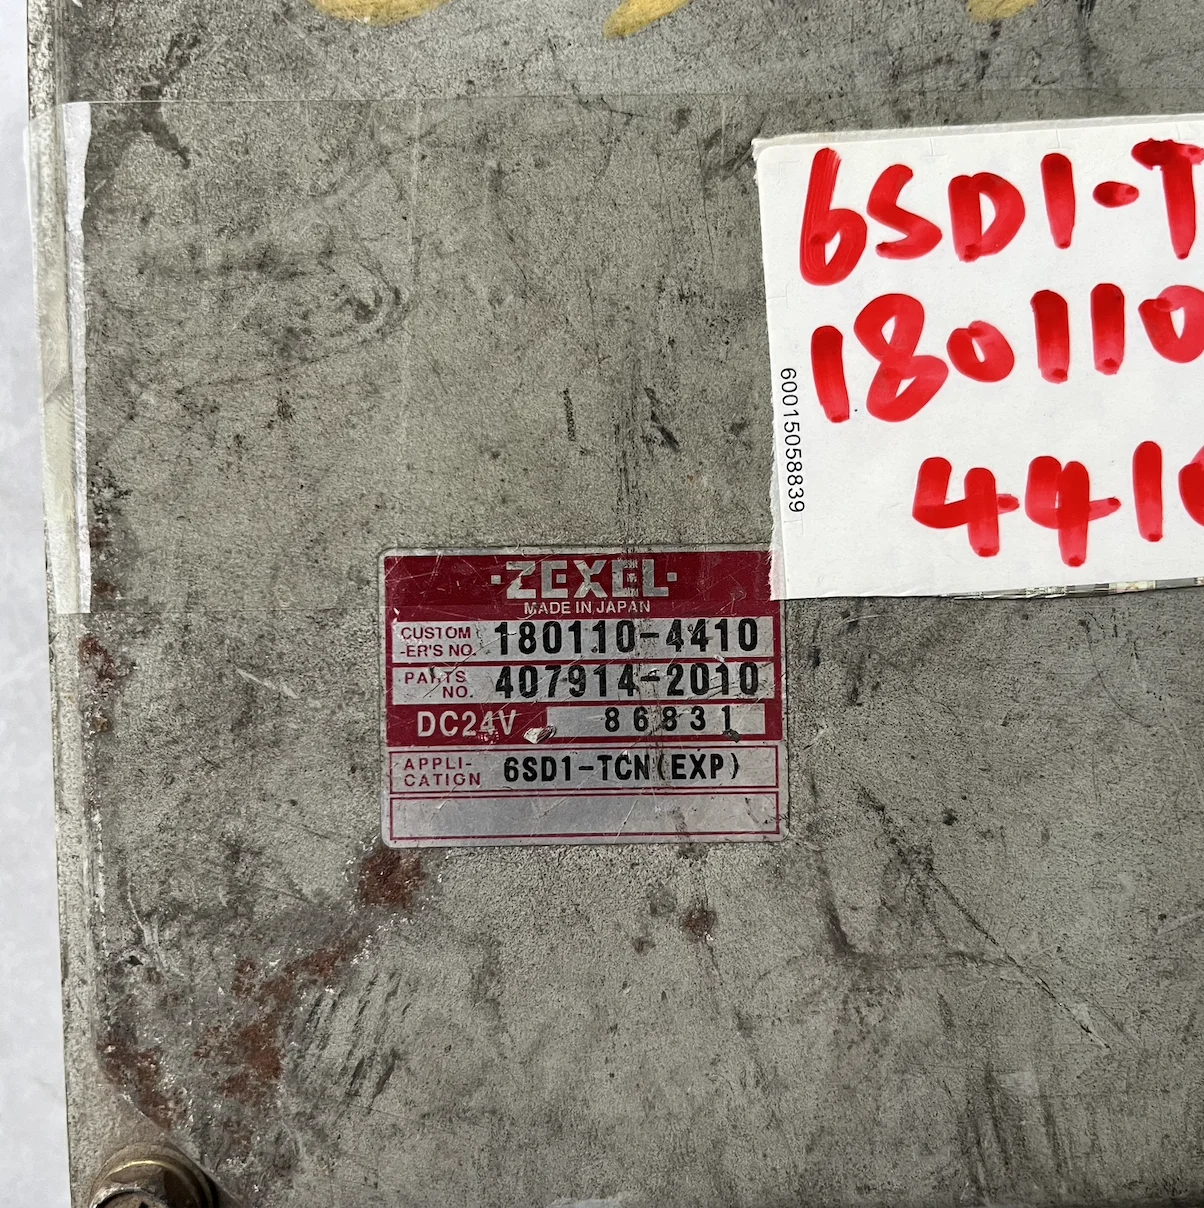 6SD1-T
180110
4410
60015058839
·ZEXEL·
MADE IN JAPAN
CUSTOM
-ER'S NO. 180110-4410
PARTS
NO. 407914-2010
DC24V 86831
APPLI-
CATION 6SD1-TCN(EXP)